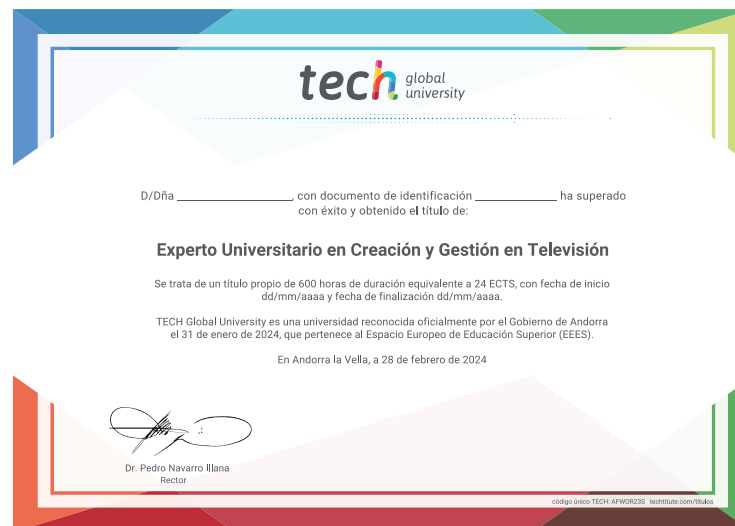 tech global
university
D/Dña ____________________, con documento de identificación ______________ ha superado
con éxito y obtenido el título de:
Experto Universitario en Creación y Gestión en Televisión
Se trata de un título propio de 600 horas de duración equivalente a 24 ECTS, con fecha de inicio
dd/mm/aaaa y fecha de finalización dd/mm/aaaa.
TECH Global University es una universidad reconocida oficialmente por el Gobierno de Andorra
el 31 de enero de 2024, que pertenece al Espacio Europeo de Educación Superior (EEES).
En Andorra la Vella, a 28 de febrero de 2024
Dr. Pedro Navarro Illana
Rector
código único TECH: AFWOR23S techtitute.com/titulos